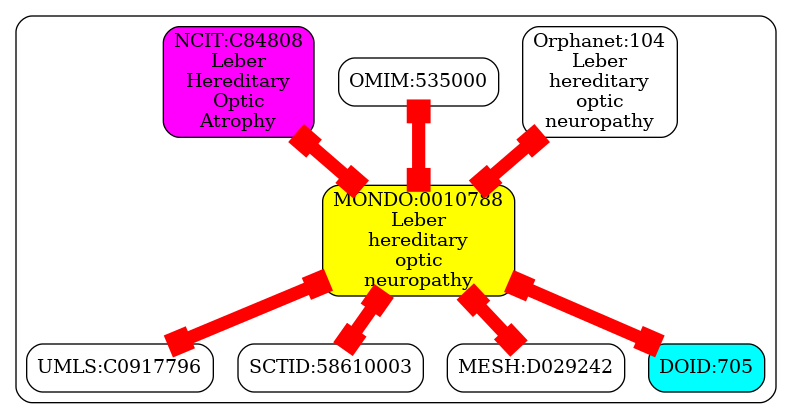 NCIT:C84808
Leber
Hereditary
Optic
Atrophy
OMIM:535000
Orphanet:104
Leber
hereditary
optic
neuropathy
MONDO:0010788
Leber
hereditary
optic
neuropathy
UMLS:C0917796
SCTID:58610003
MESH:D029242
DOID:705